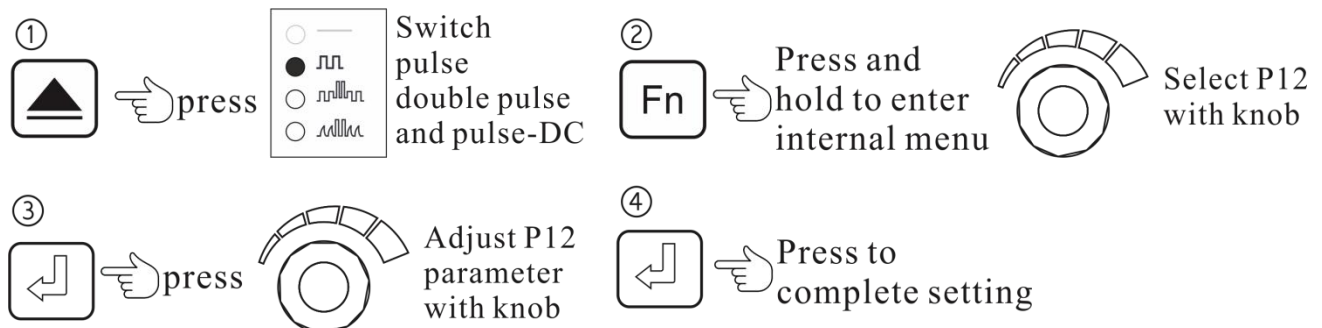 ①
press
Switch
pulse
double pulse
and pulse-DC
②
Fn
Press and
hold to enter
internal menu
Select P12
with knob
③
press
Adjust P12
parameter
with knob
④
Press to
complete setting